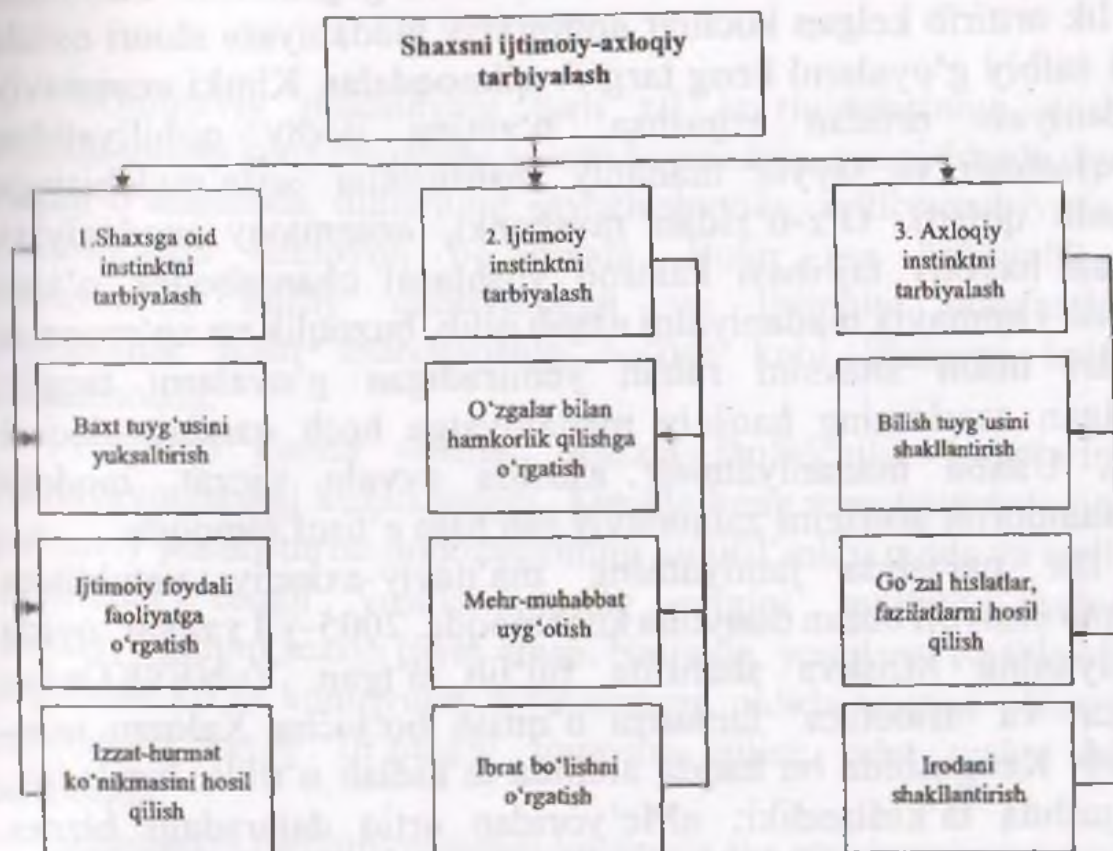 Shaxsni ijtimoiy-axloqiy
tarbiyalash
1.Shaxsga oid
instinktni
tarbiyalash
2. Ijtimoiy
instinktni
tarbiyalash
3. Axloqiy
instinktni
tarbiyalash
Baxt tuyg‘usini
yuksaltirish
O‘zgalar bilan
hamkorlik qilishga
o‘rgatish
Bilish tuyg‘usini
shakllantirish
Ijtimoiy foydali
faoliyatga
o‘rgatish
Mehr-muhabbat
uyg‘otish
Go‘zal hislatlar,
fazilatlarni hosil
qilish
Izzat-hurmat
ko‘nikmasini hosil
qilish
Ibrat bo‘lishni
o‘rgatish
Irodani
shakllantirish